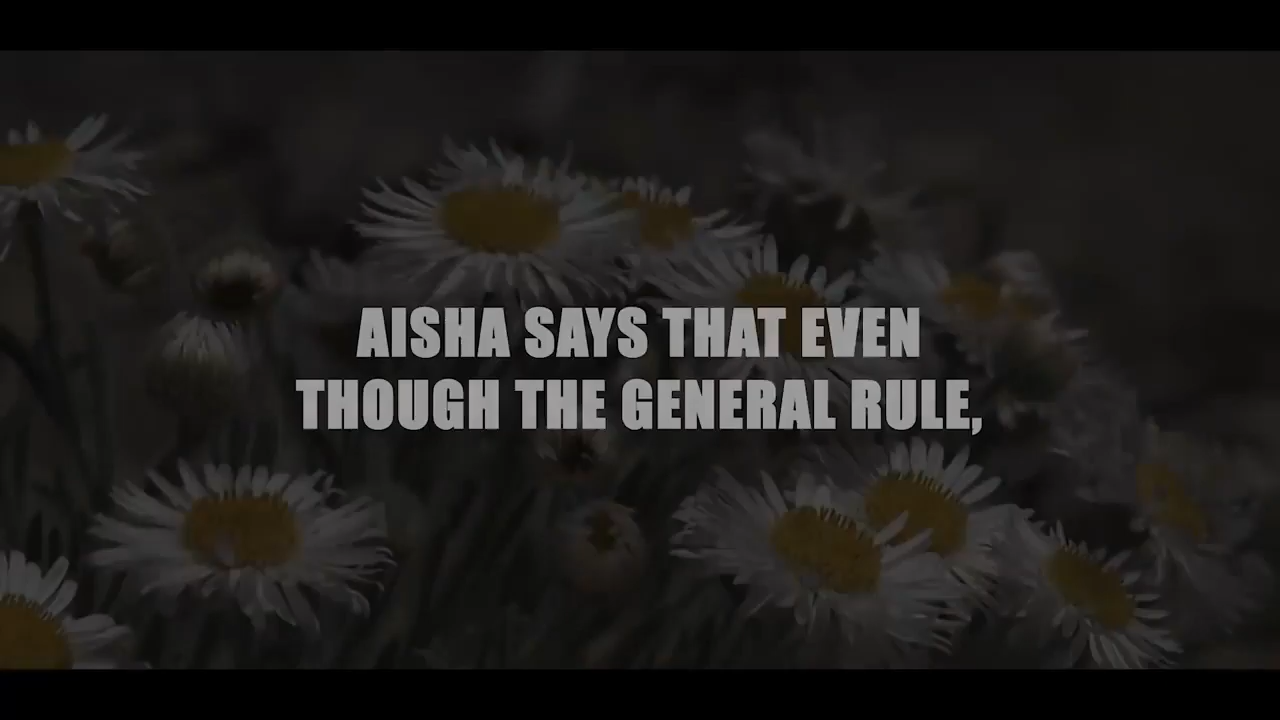 AISHA SAYS THAT EVEN
THOUGH THE GENERAL RULE,